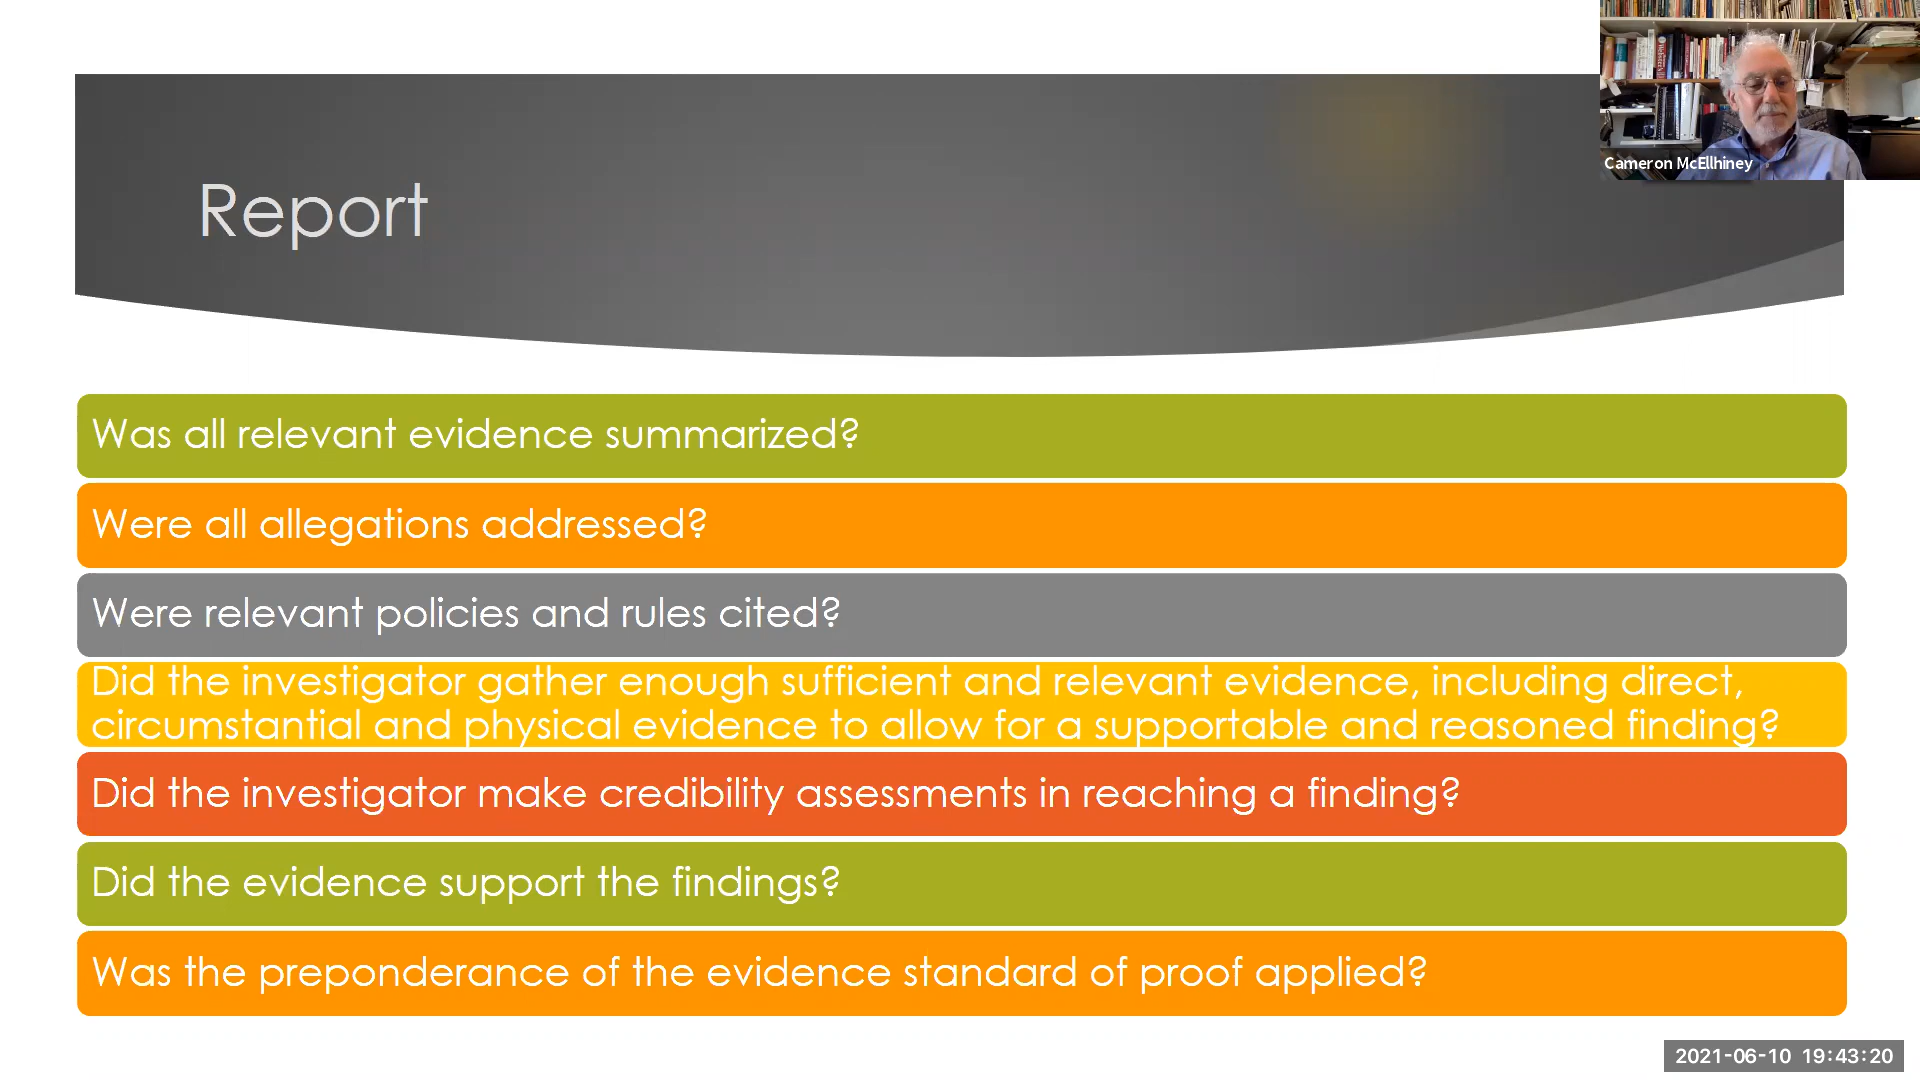 Cameron McEllhiney
Report
Was all relevant evidence summarized?
Were all allegations addressed?
Were relevant policies and rules cited?
Did the investigator gather enough sufficient and relevant evidence, including direct,
circumstantial and physical evidence to allow for a supportable and reasoned finding?
Did the investigator make credibility assessments in reaching a finding?
Did the evidence support the findings?
Was the preponderance of the evidence standard of proof applied?
2021-06-10 19:43:20